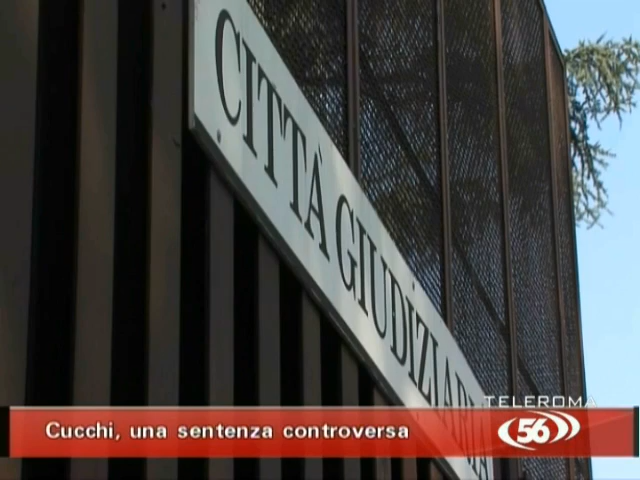 CITTÀ GIUDIZIARIA
TELEROMA
56
Cucchi, una sentenza controversa